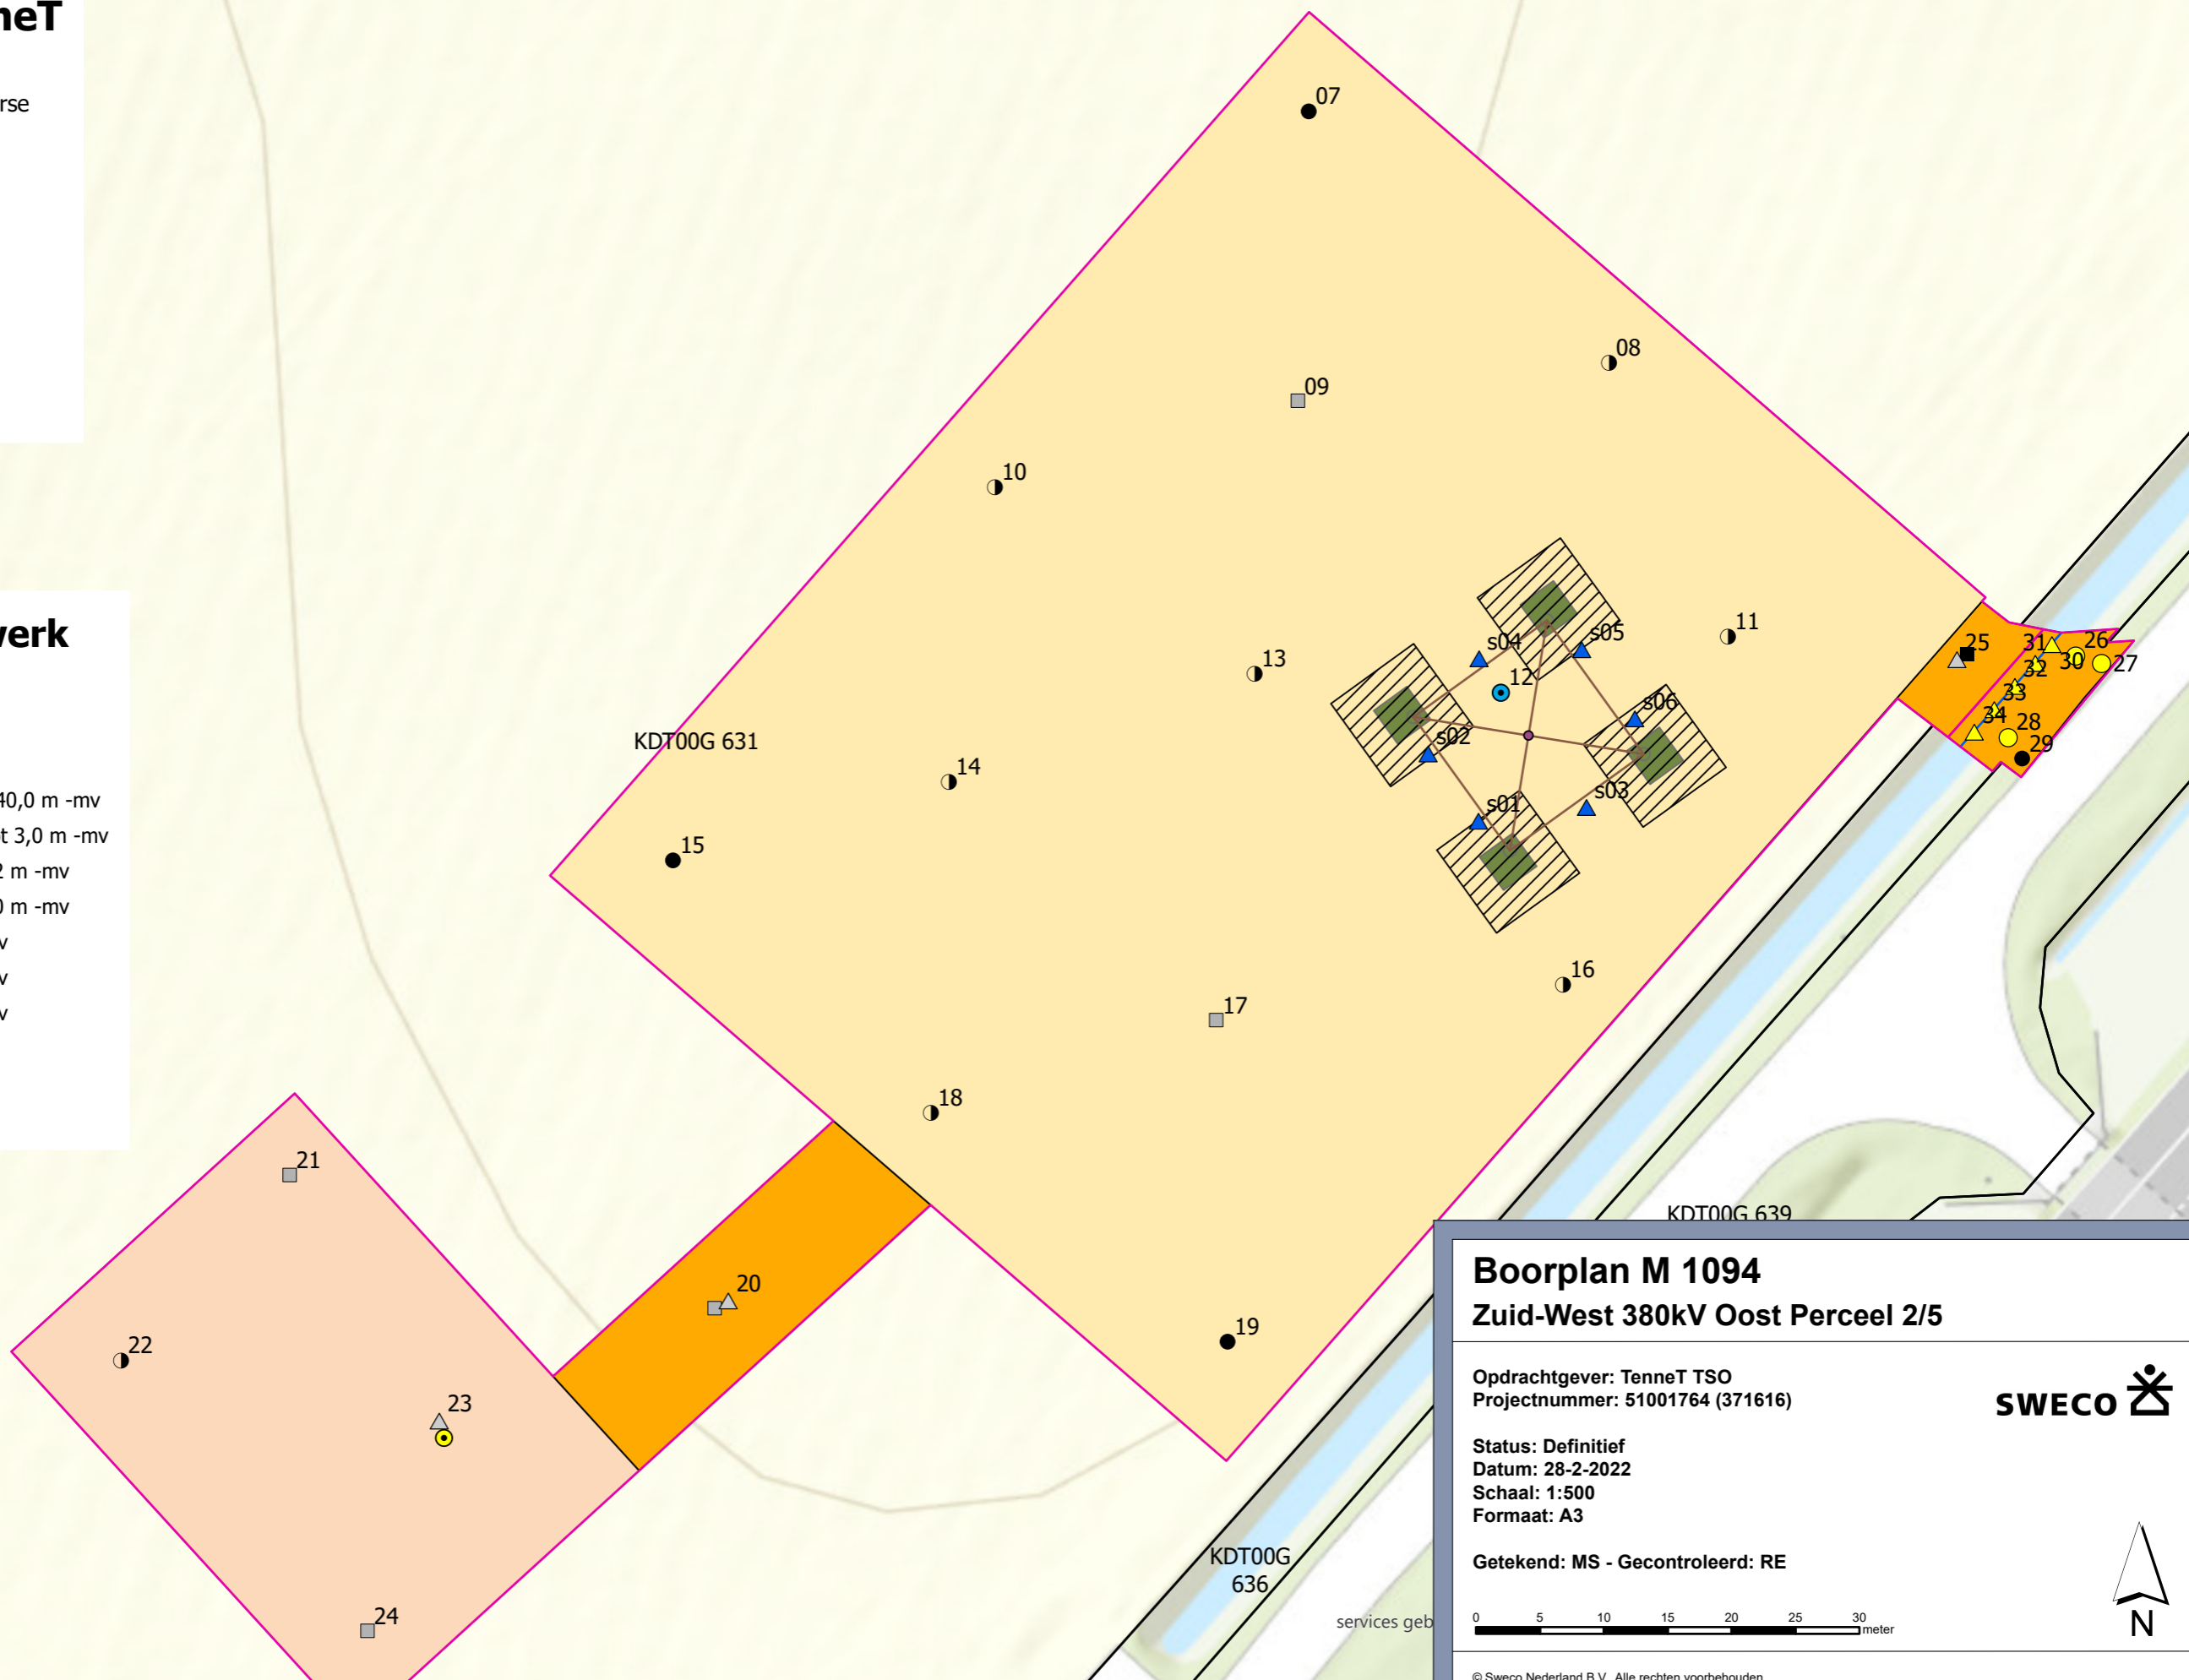 neT
rse
werk
40,0 m -mv
t 3,0 m -mv
2 m -mv
0 m -mv
v
v
v
07
08
09
10
11
s04
s05
12
13
s06
s02
s03
s01
25
31
26
30
27
32
33
34
28
29
KDT00G 631
14
15
16
17
18
19
20
21
22
23
24
KDT00G 639
KDT00G
636
services geb
Boorplan M 1094
Zuid-West 380kV Oost Perceel 2/5
Opdrachtgever: TenneT TSO
Projectnummer: 51001764 (371616)
SWECO
Status: Definitief
Datum: 28-2-2022
Schaal: 1:500
Formaat: A3
Getekend: MS - Gecontroleerd: RE
0 5 10 15 20 25 30
meter
N
© Sweco Nederland B.V. Alle rechten voorbehouden